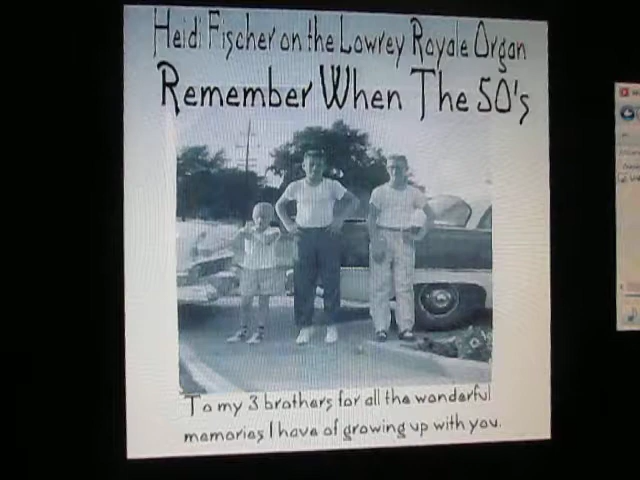 Heidi Fischer on the Lowrey Royale Organ
Remember When The 50's
To my 3 brothers for all the wonderful
memories I have of growing up with you.